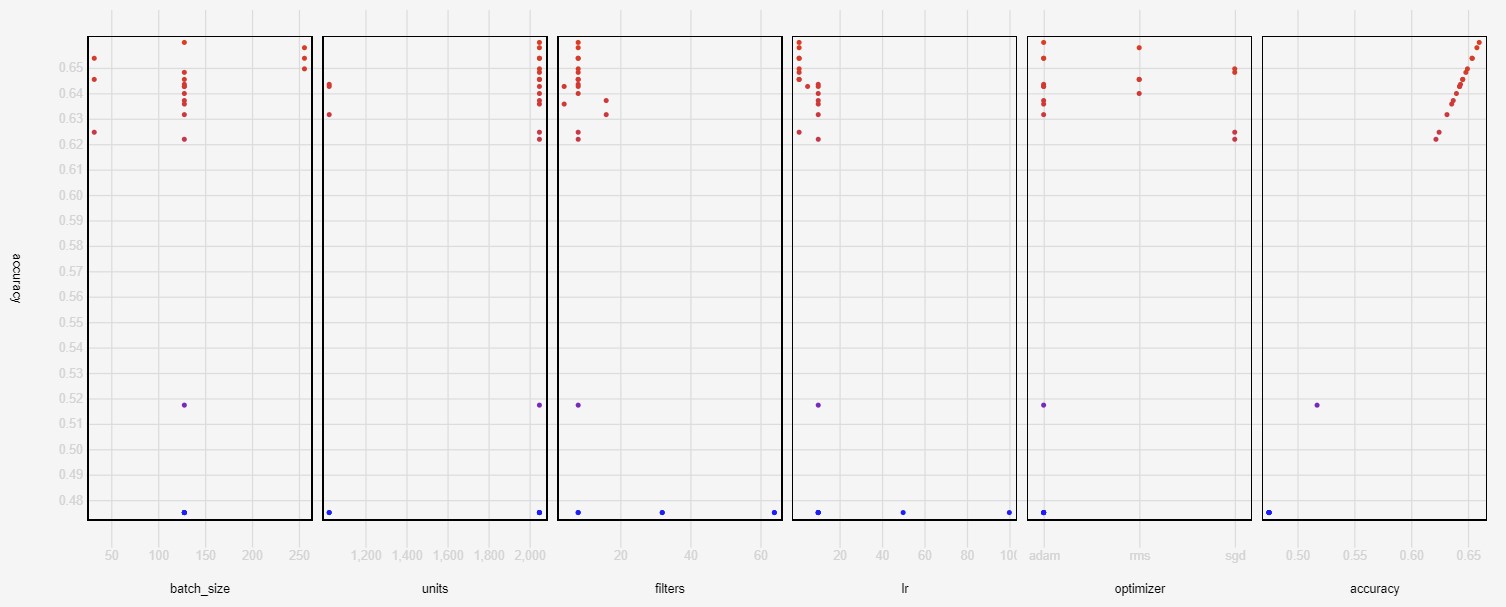 accuracy
0.65
0.64
0.63
0.62
0.61
0.60
0.59
0.58
0.57
0.56
0.55
0.54
0.53
0.52
0.51
0.50
0.49
0.48
50 100 150 200 250
1,200 1,400 1,600 1,800 2,000
20 40 60
20 40 60 80 100
adam rms sgd
0.50 0.55 0.60 0.65
batch_size units filters lr optimizer accuracy